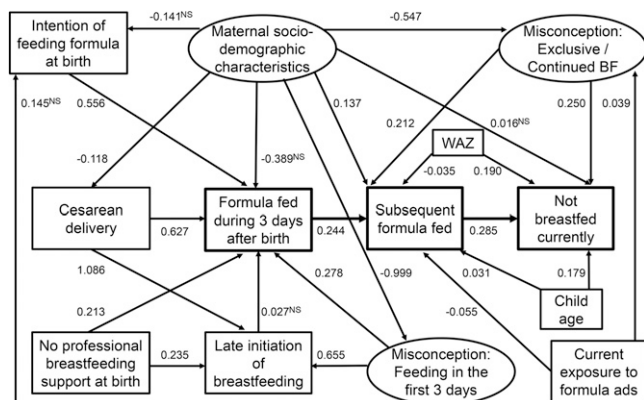 -0.141NS
-0.547
Intention of
feeding formula
at birth
Maternal socio-
demographic
characteristics
Misconception:
Exclusive /
Continued BF
0.145NS
0.556
0.137
0.212
0.016NS
0.250
0.039
WAZ
-0.118
-0.389NS
-0.035
0.190
Cesarean
delivery
0.627
Formula fed
during 3 days
after birth
0.244
Subsequent
formula fed
0.285
Not
breastfed
currently
1.086
0.278
-0.999
0.031
0.179
0.213
0.027NS
-0.055
Child
age
No professional
breastfeeding
support at birth
0.235
Late initiation
of
breastfeeding
0.655
Misconception:
Feeding in the
first 3 days
Current
exposure to
formula ads